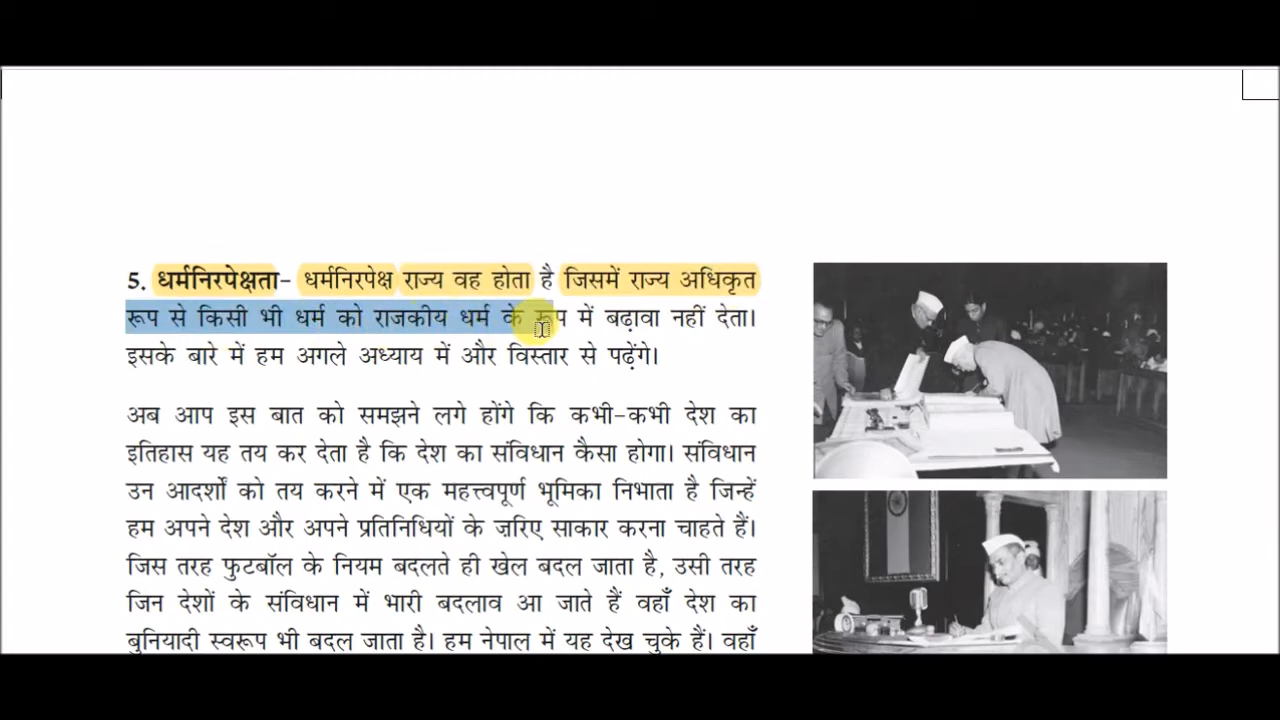 5. धर्मनिरपेक्षता– धर्मनिरपेक्ष राज्य वह होता है जिसमें राज्य अधिकृत
रूप से किसी भी धर्म को राजकीय धर्म के रूप में बढ़ावा नहीं देता।
इसके बारे में हम अगले अध्याय में और विस्तार से पढ़ेंगे।
अब आप इस बात को समझने लगे होंगे कि कभी-कभी देश का
इतिहास यह तय कर देता है कि देश का संविधान कैसा होगा। संविधान
उन आदर्शों को तय करने में एक महत्त्वपूर्ण भूमिका निभाता है जिन्हें
हम अपने देश और अपने प्रतिनिधियों के ज़रिए साकार करना चाहते हैं।
जिस तरह फुटबॉल के नियम बदलते ही खेल बदल जाता है, उसी तरह
जिन देशों के संविधान में भारी बदलाव आ जाते हैं वहाँ देश का
बुनियादी स्वरूप भी बदल जाता है। हम नेपाल में यह देख चुके हैं। वहाँ